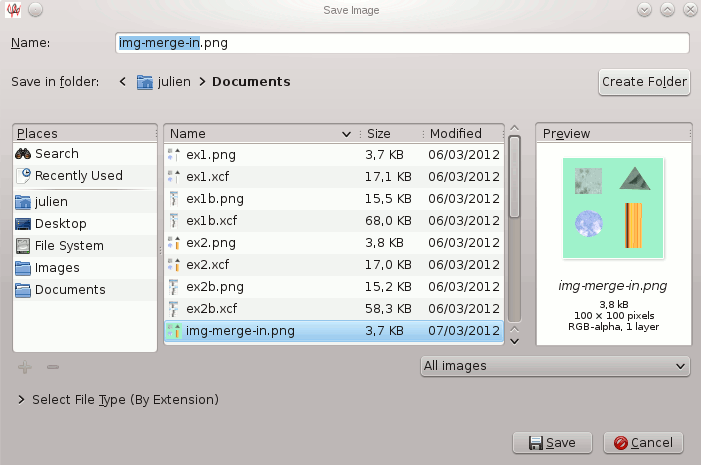 Save Image
Name: img-merge-in.png
Save in folder: julien Documents Create Folder
Places Name Size Modified Preview
Search ex1.png 3,7 KB 06/03/2012
Recently Used ex1.xcf 17,1 KB 06/03/2012
julien ex1b.png 15,5 KB 06/03/2012
Desktop ex1b.xcf 68,0 KB 06/03/2012
File System ex2.png 3,8 KB 06/03/2012
Images ex2.xcf 17,0 KB 06/03/2012
Documents ex2b.png 15,2 KB 06/03/2012
ex2b.xcf 58,3 KB 06/03/2012
img-merge-in.png 3,7 KB 07/03/2012
img-merge-in.png
3,8 kB
100 × 100 pixels
RGB-alpha, 1 layer
All images
Select File Type (By Extension)
Save Cancel